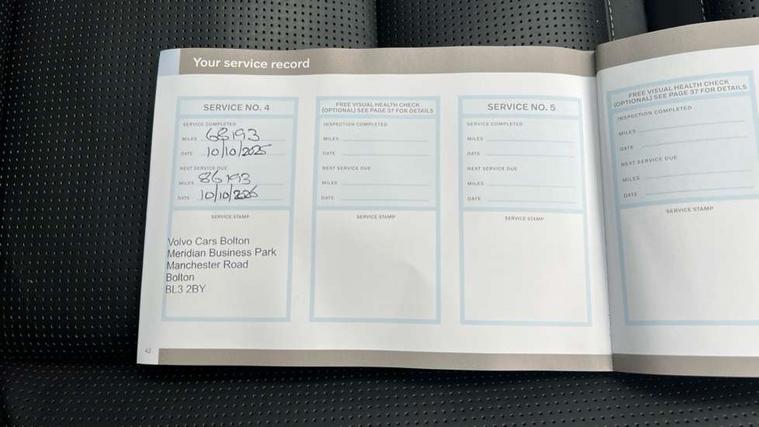 Your service record
SERVICE NO. 4
SERVICE COMPLETED
MILES 68193
DATE 10/10/2025
NEXT SERVICE DUE
MILES 86193
DATE 10/10/226
SERVICE STAMP
Volvo Cars Bolton
Meridian Business Park
Manchester Road
Bolton
BL3 2BY
42
FREE VISUAL HEALTH CHECK
(OPTIONAL) SEE PAGE 37 FOR DETAILS
INSPECTION COMPLETED
MILES
DATE
NEXT SERVICE DUE
MILES
DATE
SERVICE STAMP
SERVICE NO. 5
SERVICE COMPLETED
MILES
DATE
NEXT SERVICE DUE
MILES
DATE
SERVICE STAMP
FREE VISUAL HEALTH CHECK
(OPTIONAL) SEE PAGE 37 FOR DETAILS
INSPECTION COMPLETED
MILES
DATE
NEXT SERVICE DUE
MILES
DATE
SERVICE STAMP